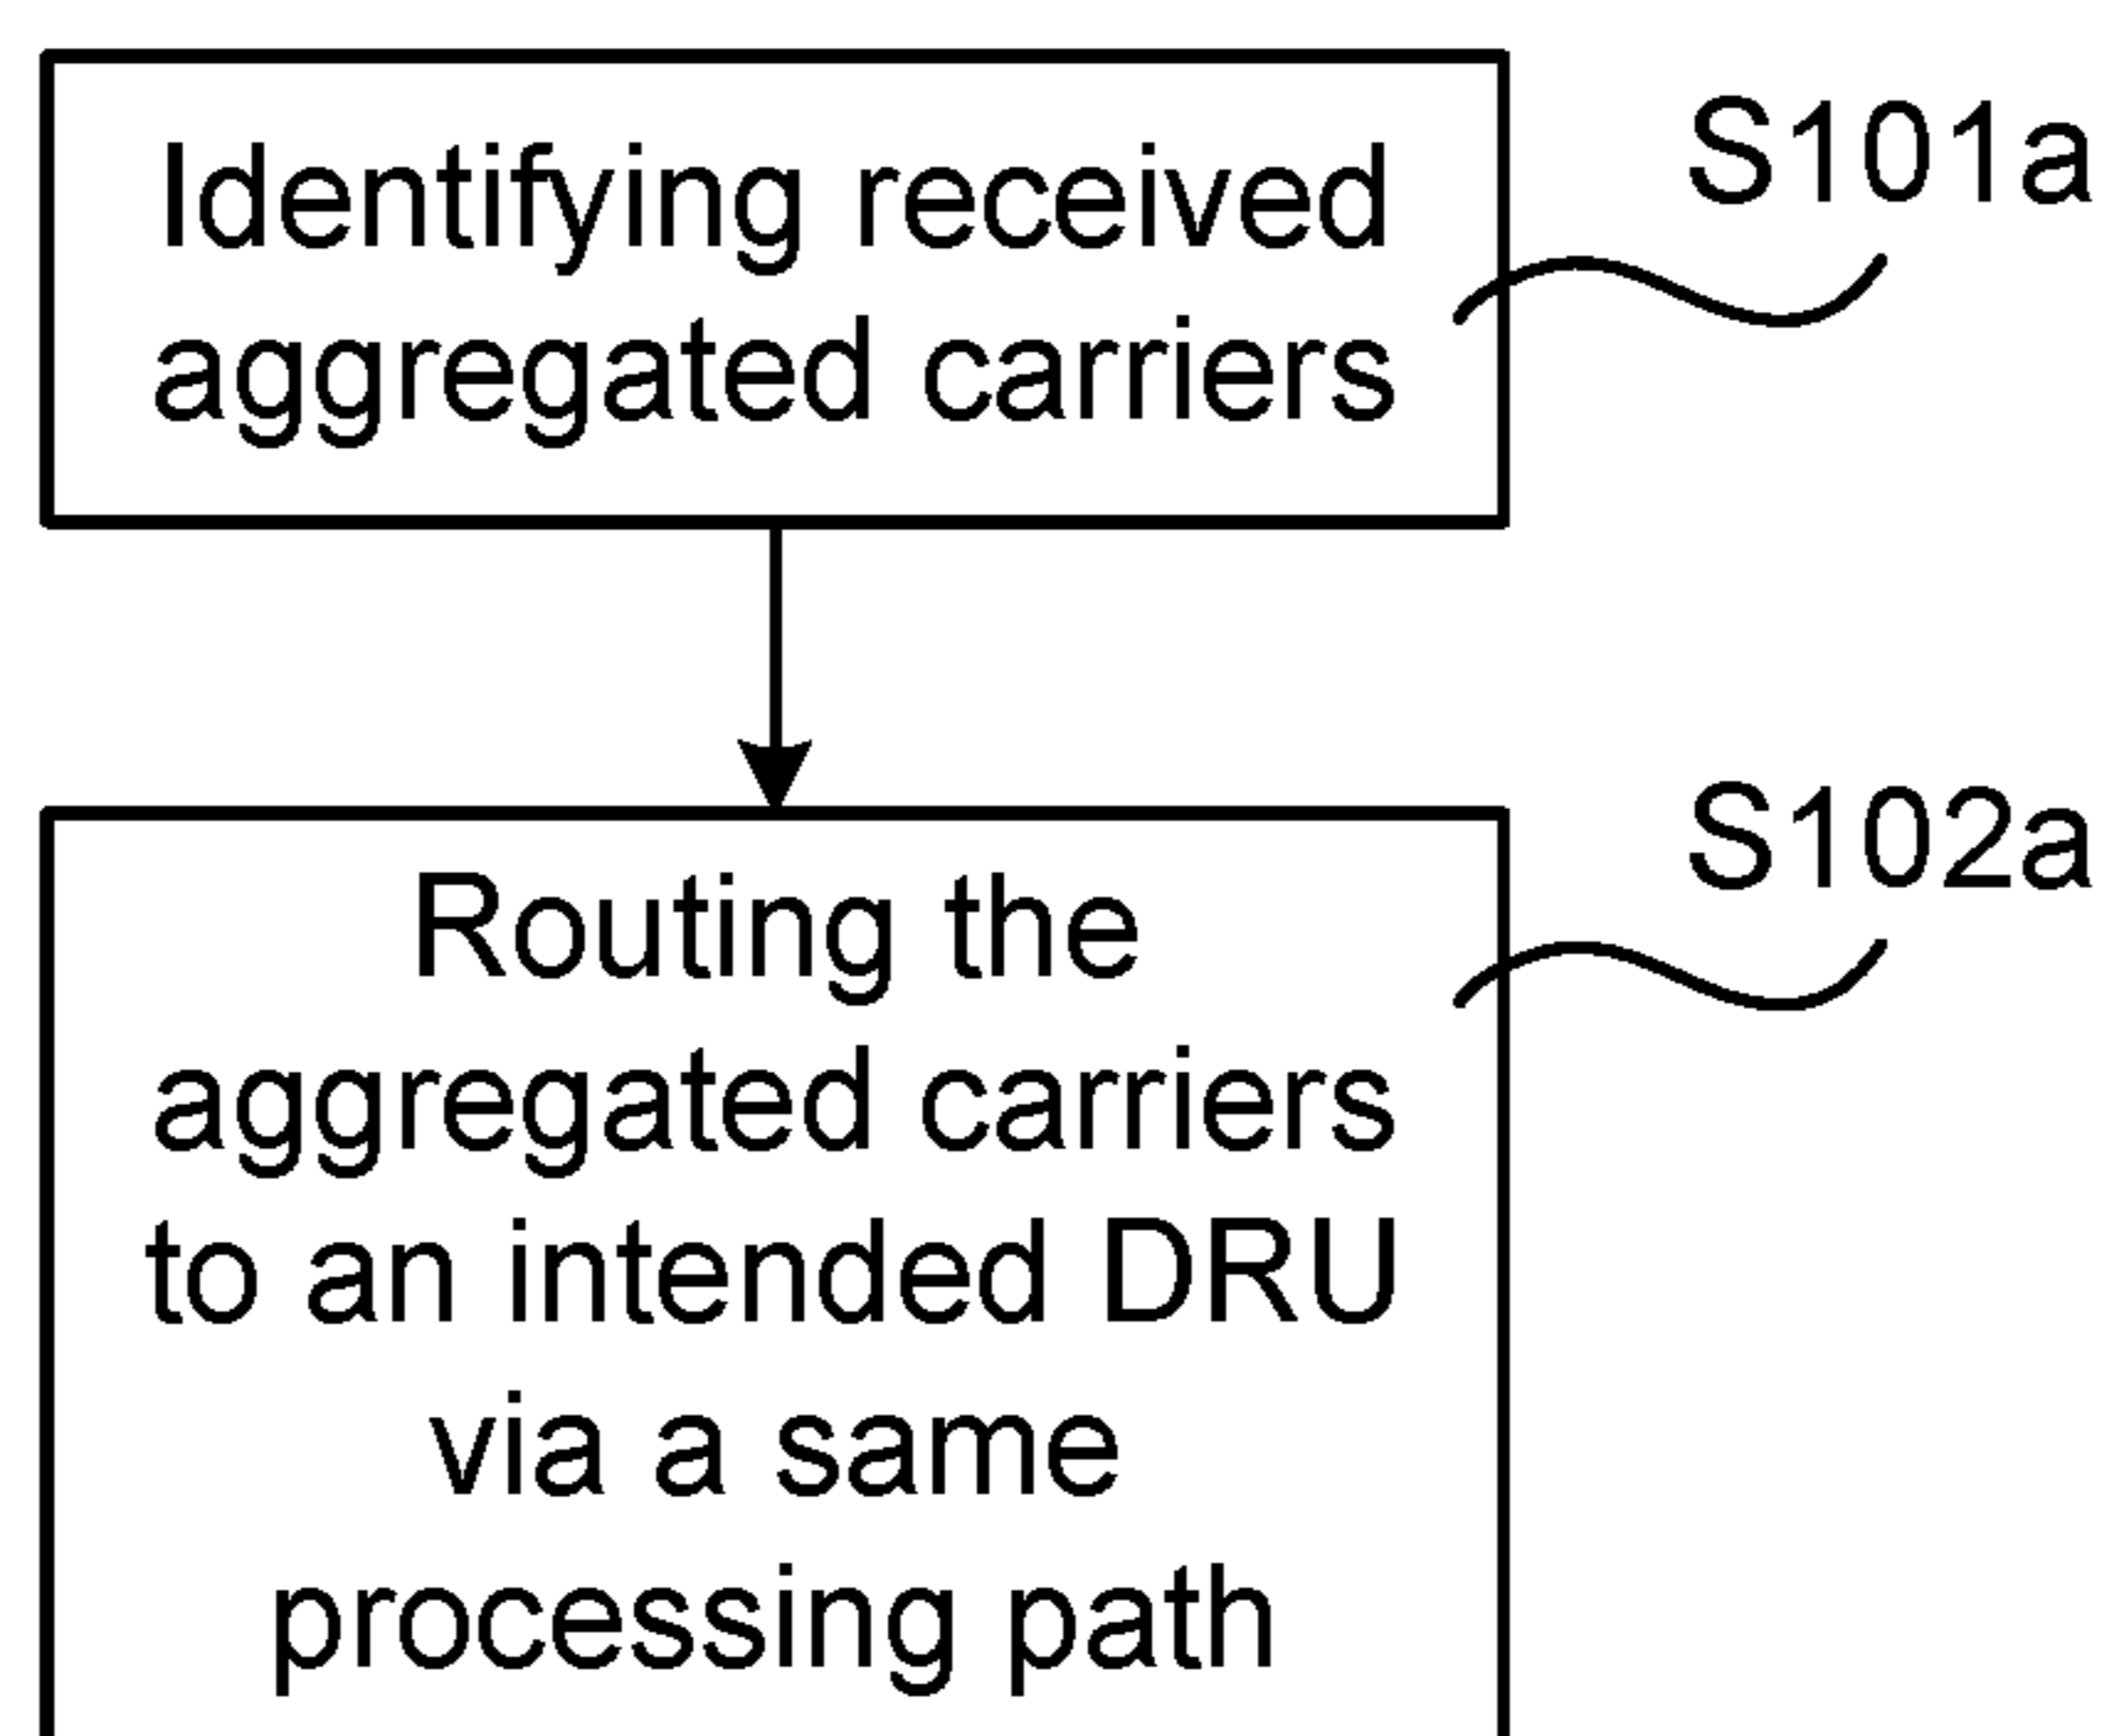 Identifying received
aggregated carriers
S101a
Routing the
aggregated carriers
to an intended DRU
via a same
processing path
S102a